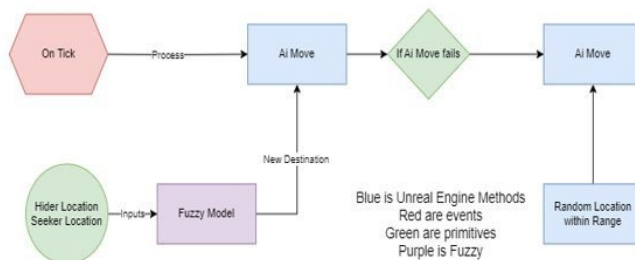 On Tick
Process
Ai Move
If Ai Move fails
Ai Move
New Destination
Hider Location
Seeker Location
Inputs
Fuzzy Model
Blue is Unreal Engine Methods
Red are events
Green are primitives
Purple is Fuzzy
Random Location
within Range